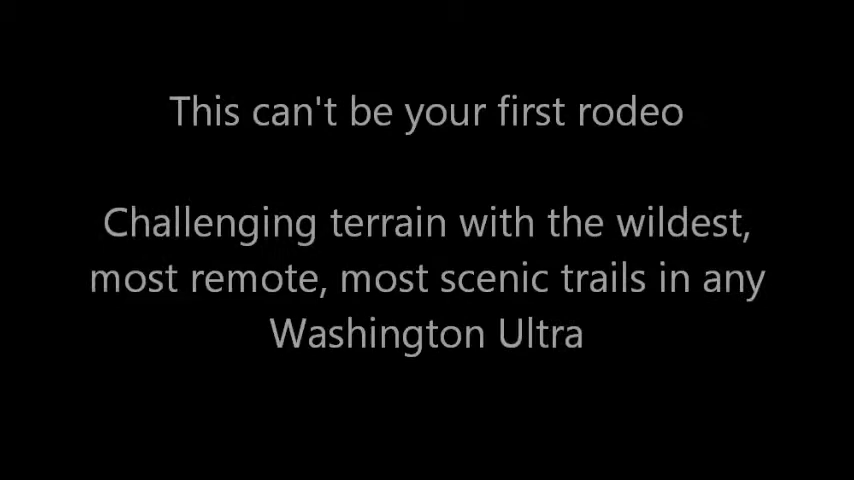 This can't be your first rodeo
Challenging terrain with the wildest,
most remote, most scenic trails in any
Washington Ultra